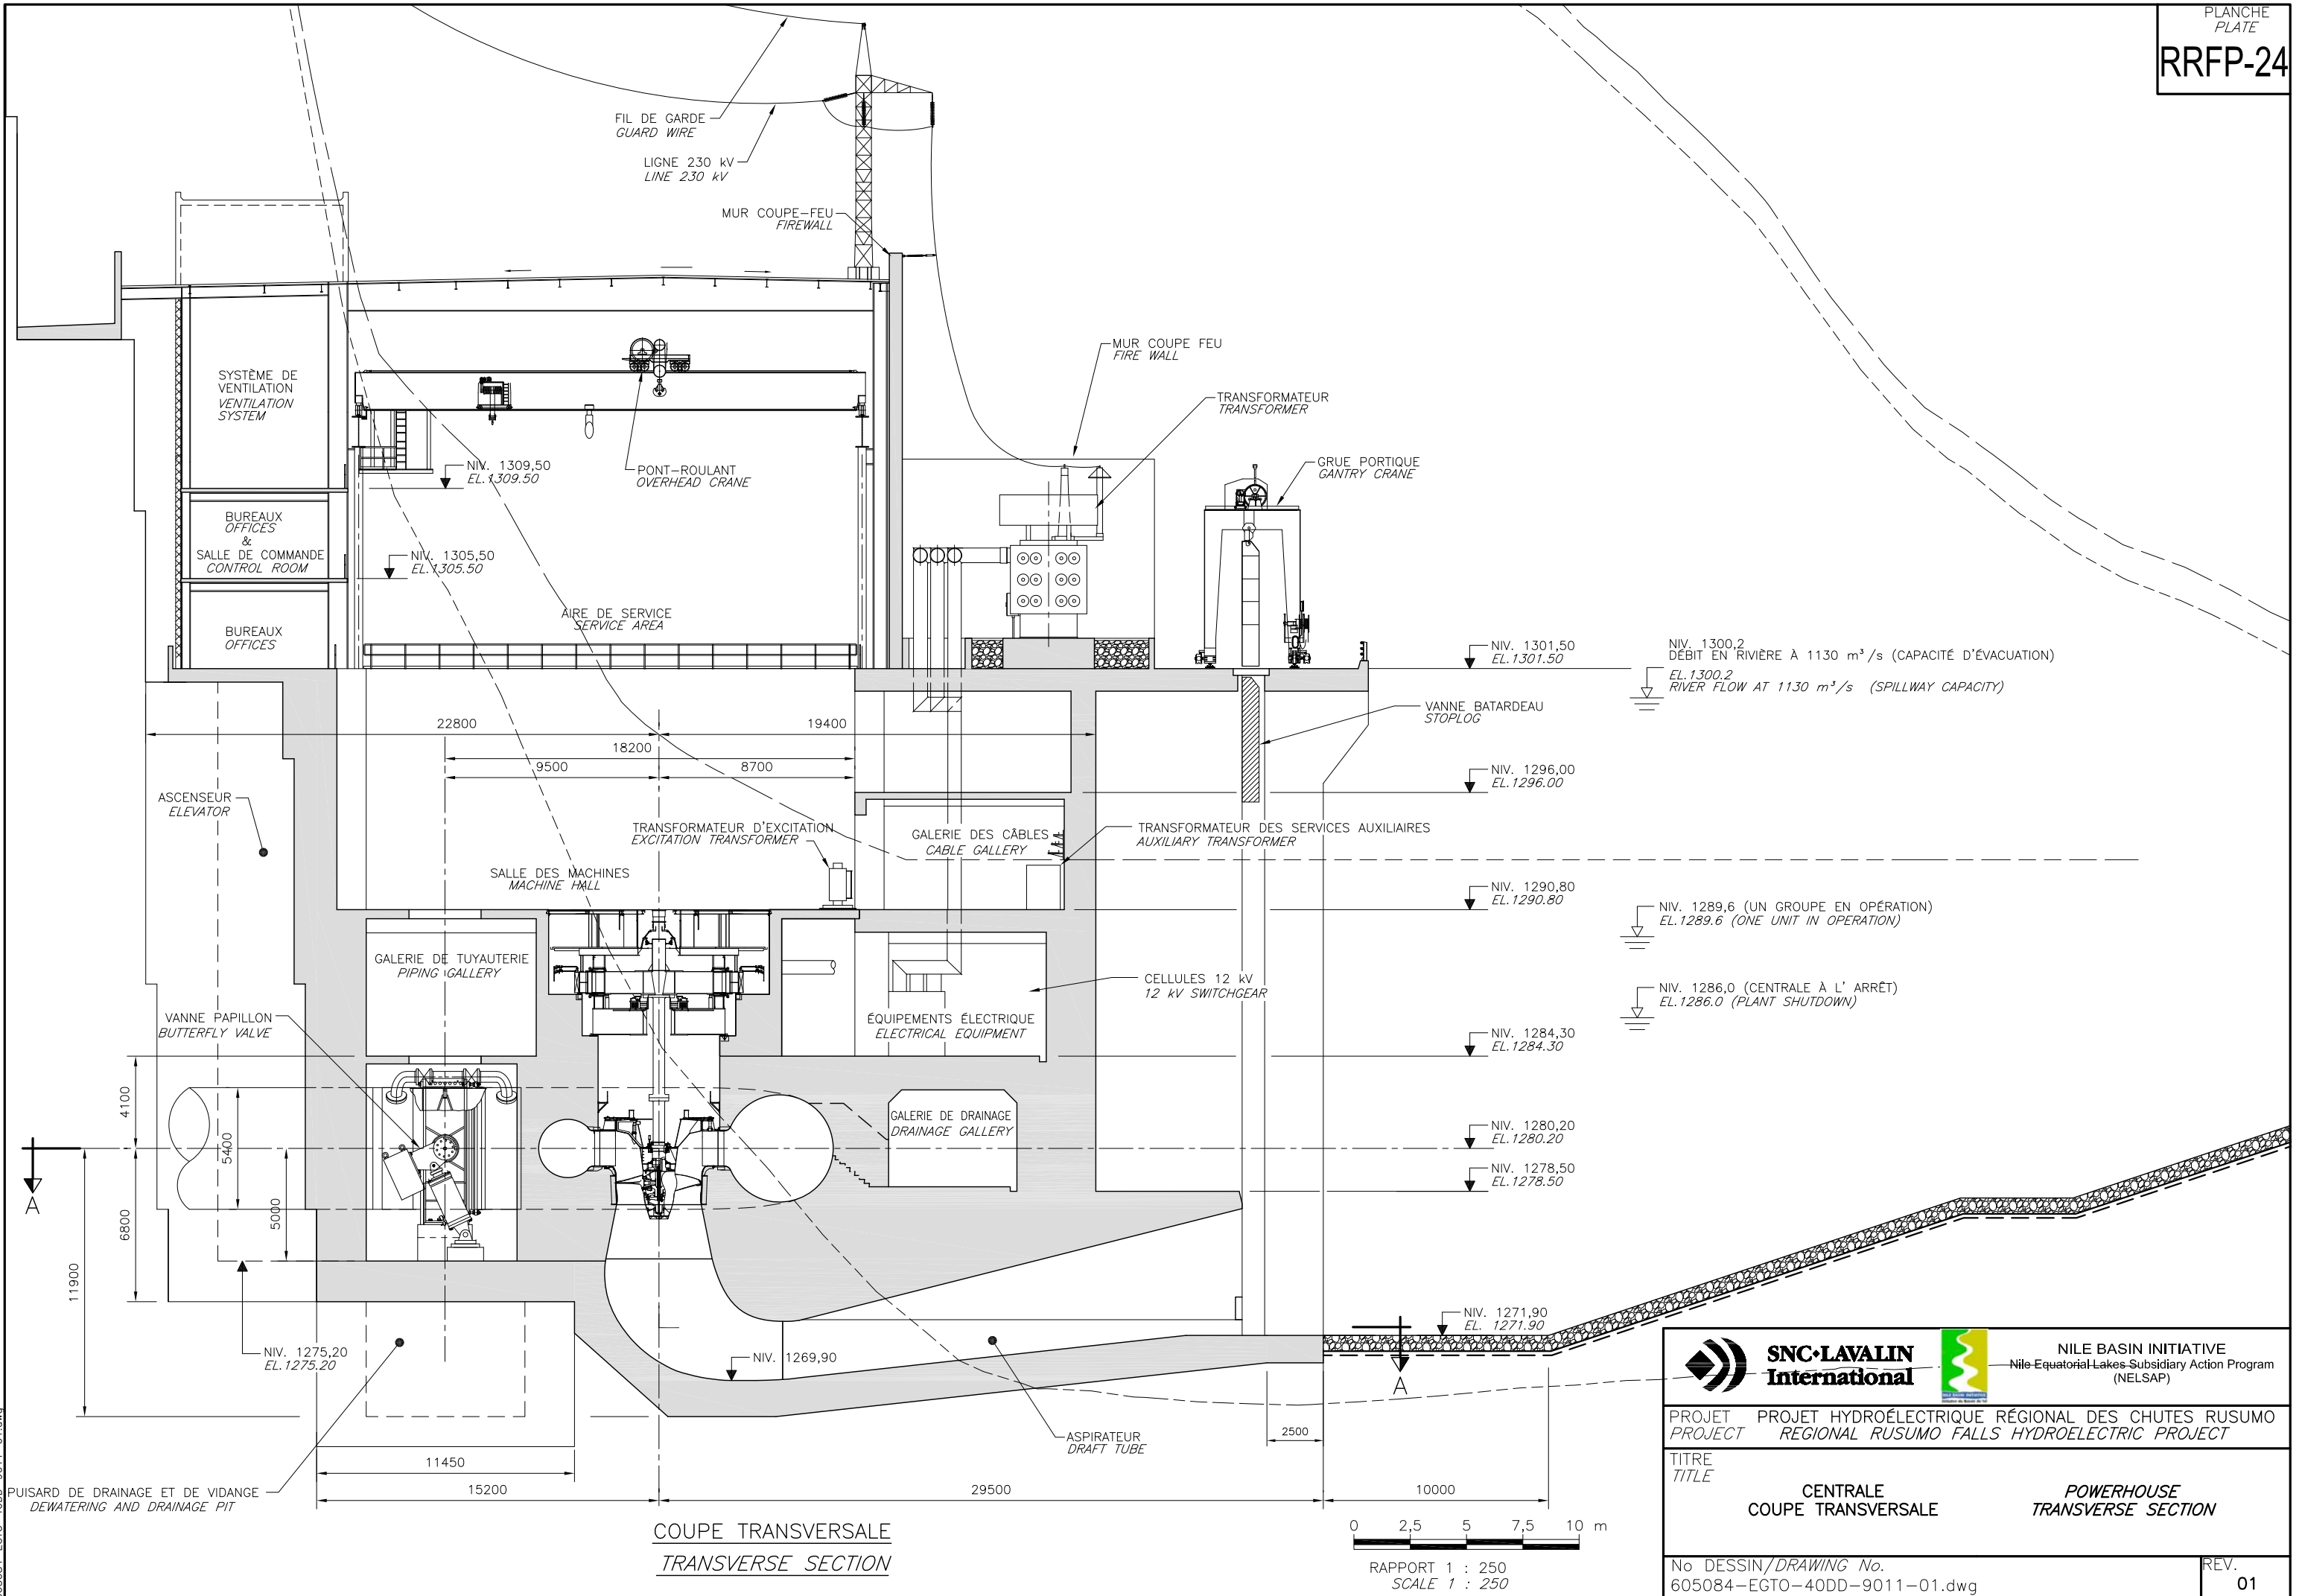 PLANCHE
PLATE
RRFP-24
FIL DE GARDE
GUARD WIRE
LIGNE 230 kV
LINE 230 kV
MUR COUPE-FEU
FIREWALL
MUR COUPE FEU
FIRE WALL
TRANSFORMATEUR
TRANSFORMER
GRUE PORTIQUE
GANTRY CRANE
SYSTÈME DE
VENTILATION
VENTILATION
SYSTEM
NIV. 1309,50
EL.1309.50
PONT-ROULANT
OVERHEAD CRANE
BUREAUX
OFFICES
&
SALLE DE COMMANDE
CONTROL ROOM
NIV. 1305,50
EL.1305.50
AIRE DE SERVICE
SERVICE AREA
BUREAUX
OFFICES
NIV. 1301,50
EL.1301.50
NIV. 1300,2
DÉBIT EN RIVIÈRE À 1130 m³/s (CAPACITÉ D'ÉVACUATION)
EL.1300.2
RIVER FLOW AT 1130 m³/s (SPILLWAY CAPACITY)
VANNE BATARDEAU
STOPLOG
22800
19400
18200
9500
8700
NIV. 1296,00
EL.1296.00
ASCENSEUR
ELEVATOR
TRANSFORMATEUR D'EXCITATION
EXCITATION TRANSFORMER
GALERIE DES CÂBLES
CABLE GALLERY
TRANSFORMATEUR DES SERVICES AUXILIAIRES
AUXILIARY TRANSFORMER
SALLE DES MACHINES
MACHINE HALL
NIV. 1290,80
EL.1290.80
NIV. 1289,6 (UN GROUPE EN OPÉRATION)
EL.1289.6 (ONE UNIT IN OPERATION)
GALERIE DE TUYAUTERIE
PIPING GALLERY
CELLULES 12 kV
12 kV SWITCHGEAR
NIV. 1286,0 (CENTRALE À L' ARRÊT)
EL.1286.0 (PLANT SHUTDOWN)
VANNE PAPILLON
BUTTERFLY VALVE
ÉQUIPEMENTS ÉLECTRIQUE
ELECTRICAL EQUIPMENT
NIV. 1284,30
EL.1284.30
4100
5400
GALERIE DE DRAINAGE
DRAINAGE GALLERY
NIV. 1280,20
EL.1280.20
NIV. 1278,50
EL.1278.50
A
5000
6800
11900
NIV. 1275,20
EL.1275.20
NIV. 1269,90
NIV. 1271,90
EL. 1271.90
A
ASPIRATEUR
DRAFT TUBE
2500
11450
PUISARD DE DRAINAGE ET DE VIDANGE
DEWATERING AND DRAINAGE PIT
15200
29500
10000
COUPE TRANSVERSALE
TRANSVERSE SECTION
0 2,5 5 7,5 10 m
RAPPORT 1 : 250
SCALE 1 : 250
SNC•LAVALIN
International
NILE BASIN INITIATIVE
Nile Equatorial Lakes Subsidiary Action Program
(NELSAP)
PROJET PROJET HYDROÉLECTRIQUE RÉGIONAL DES CHUTES RUSUMO
PROJECT REGIONAL RUSUMO FALLS HYDROELECTRIC PROJECT
TITRE
TITLE
CENTRALE
COUPE TRANSVERSALE
POWERHOUSE
TRANSVERSE SECTION
No DESSIN/DRAWING No.
605084-EGTO-40DD-9011-01.dwg
REV.
01